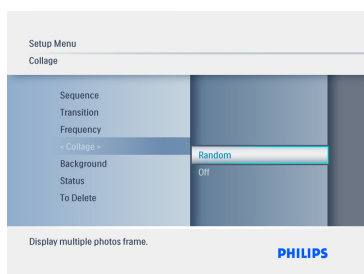 Setup Menu
Collage
Sequence
Transition
Frequency
« Collage »
Random
Background
Off
Status
To Delete
Display multiple photos frame.
PHILIPS